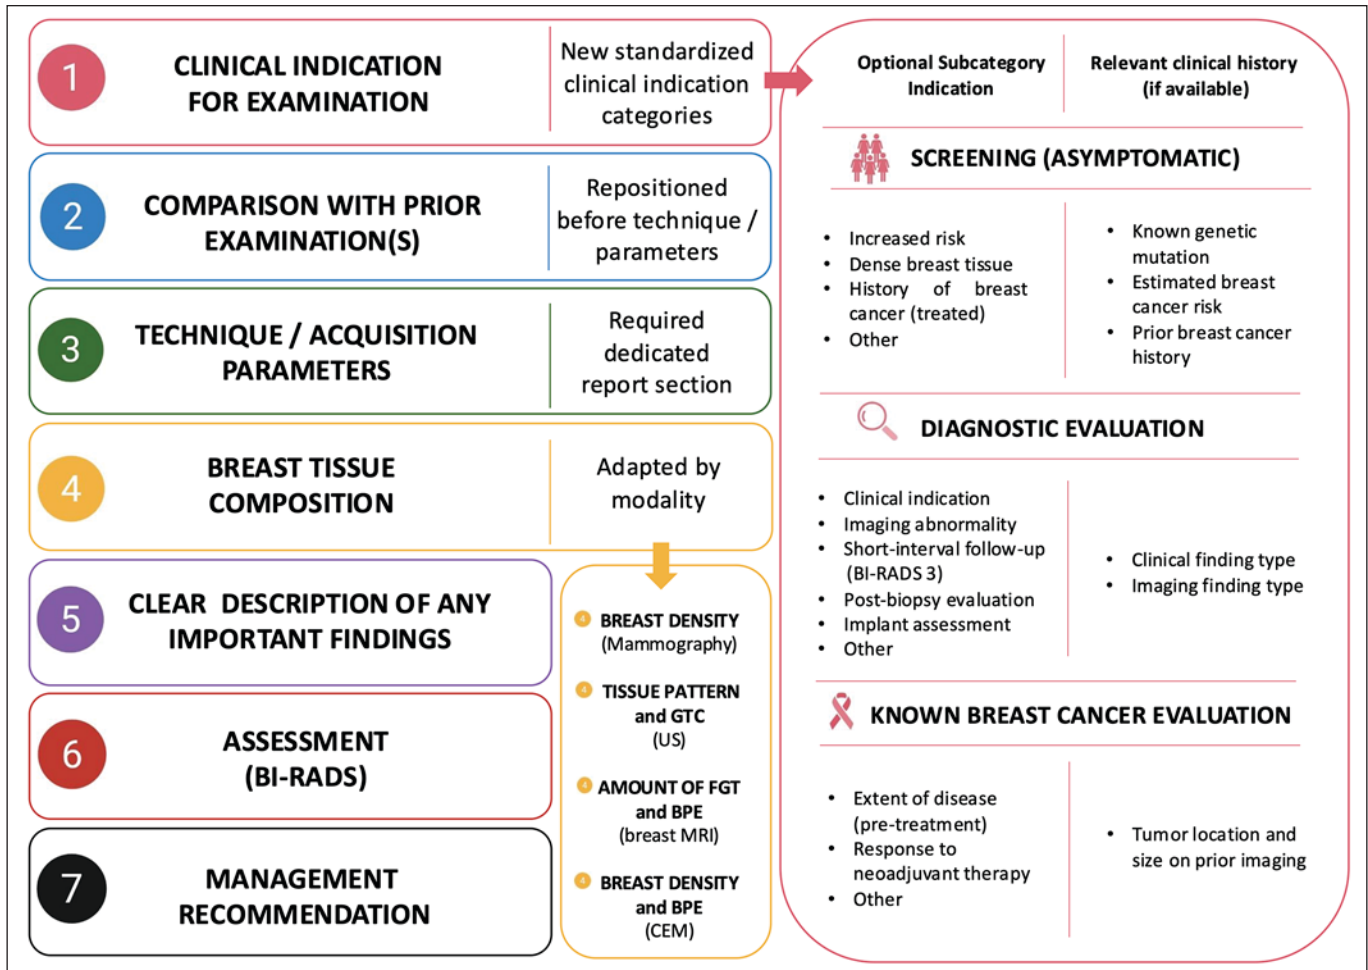 1
CLINICAL INDICATION
FOR EXAMINATION
New standardized
clinical indication
categories
2
COMPARISON WITH PRIOR
EXAMINATION(S)
Repositioned
before technique /
parameters
3
TECHNIQUE / ACQUISITION
PARAMETERS
Required
dedicated
report section
4
BREAST TISSUE
COMPOSITION
Adapted by
modality
5
CLEAR DESCRIPTION OF ANY
IMPORTANT FINDINGS
6
ASSESSMENT
(BI-RADS)
7
MANAGEMENT
RECOMMENDATION
4 BREAST DENSITY
(Mammography)
4 TISSUE PATTERN
and GTC
(US)
4 AMOUNT OF FGT
and BPE
(breast MRI)
4 BREAST DENSITY
and BPE
(CEM)
Optional Subcategory
Indication
Relevant clinical history
(if available)
SCREENING (ASYMPTOMATIC)
• Increased risk
• Dense breast tissue
• History of breast
cancer (treated)
• Other
• Known genetic
mutation
• Estimated breast
cancer risk
• Prior breast cancer
history
DIAGNOSTIC EVALUATION
• Clinical indication
• Imaging abnormality
• Short-interval follow-up
(BI-RADS 3)
• Post-biopsy evaluation
• Implant assessment
• Other
• Clinical finding type
• Imaging finding type
KNOWN BREAST CANCER EVALUATION
• Extent of disease
(pre-treatment)
• Response to
neoadjuvant therapy
• Other
• Tumor location and
size on prior imaging